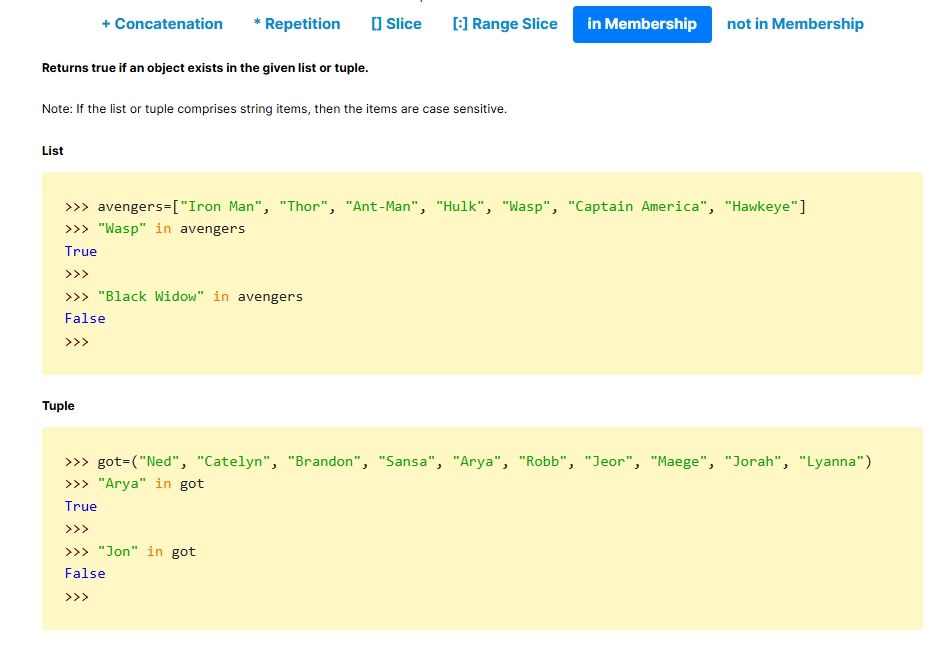 + Concatenation * Repetition [] Slice [:] Range Slice in Membership not in Membership
Returns true if an object exists in the given list or tuple.
Note: If the list or tuple comprises string items, then the items are case sensitive.
List
>>> avengers=["Iron Man", "Thor", "Ant-Man", "Hulk", "Wasp", "Captain America", "Hawkeye"]
>>> "Wasp" in avengers
True
>>>
>>> "Black Widow" in avengers
False
>>>
Tuple
>>> got=("Ned", "Catelyn", "Brandon", "Sansa", "Arya", "Robb", "Jeor", "Maege", "Jorah", "Lyanna")
>>> "Arya" in got
True
>>>
>>> "Jon" in got
False
>>>